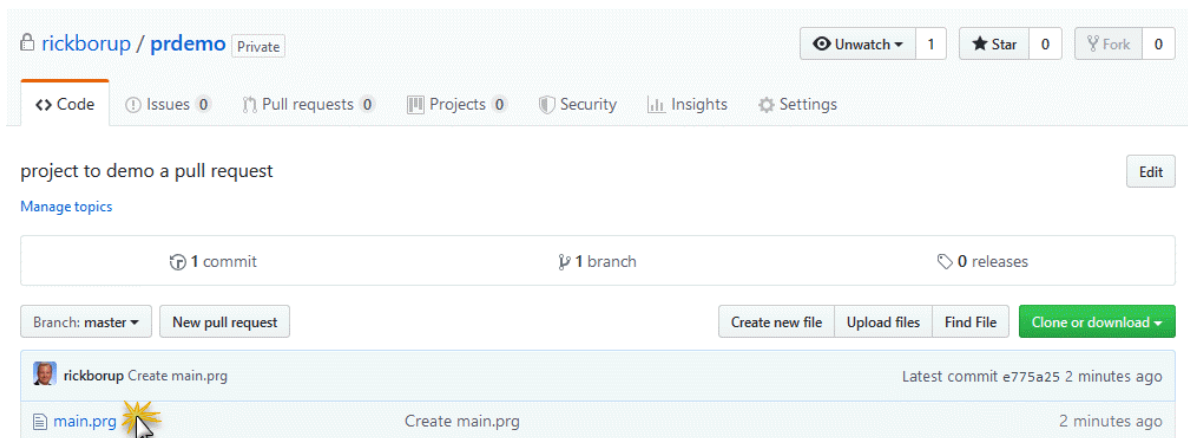 rickborup / prdemo Private Unwatch 1 Star 0 Fork 0
Code Issues 0 Pull requests 0 Projects 0 Security Insights Settings
project to demo a pull request Edit
Manage topics
1 commit 1 branch 0 releases
Branch: master New pull request Create new file Upload files Find File Clone or download
rickborup Create main.prg Latest commit e775a25 2 minutes ago
main.prg Create main.prg 2 minutes ago